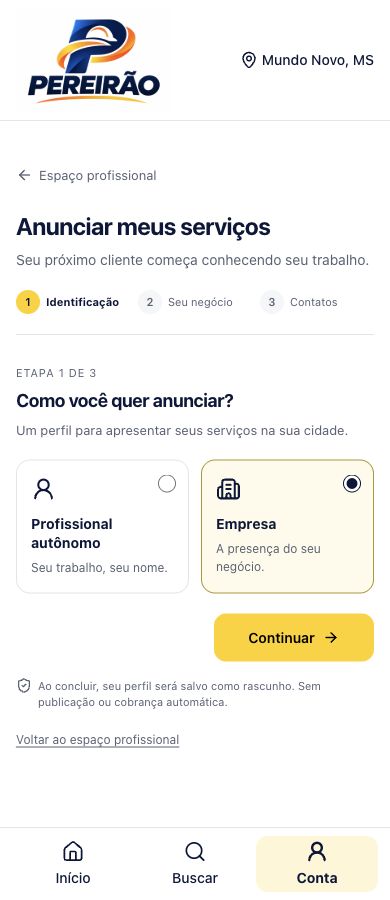 PEREIRÃO
Mundo Novo, MS
Espaço profissional
Anunciar meus serviços
Seu próximo cliente começa conhecendo seu trabalho.
1 Identificação 2 Seu negócio 3 Contatos
ETAPA 1 DE 3
Como você quer anunciar?
Um perfil para apresentar seus serviços na sua cidade.
Profissional
autônomo
Seu trabalho, seu nome.
Empresa
A presença do seu
negócio.
Continuar
Ao concluir, seu perfil será salvo como rascunho. Sem
publicação ou cobrança automática.
Voltar ao espaço profissional
Início Buscar Conta